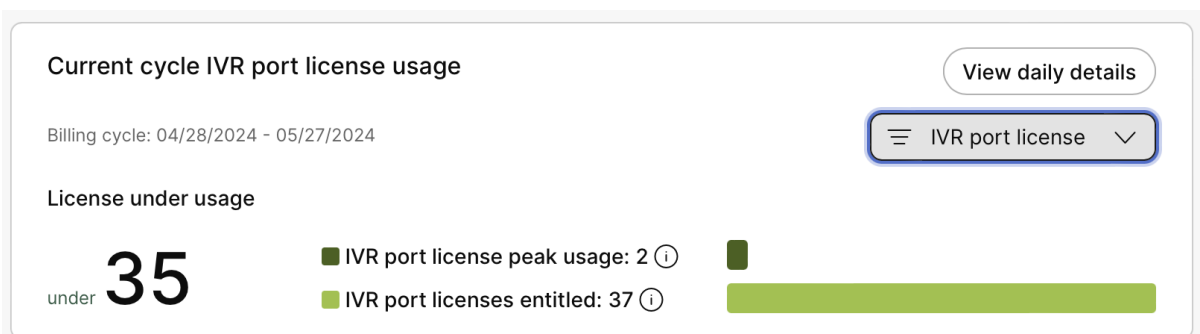 Current cycle IVR port license usage
View daily details
Billing cycle: 04/28/2024 - 05/27/2024
IVR port license
License under usage
under 35
IVR port license peak usage: 2
IVR port licenses entitled: 37